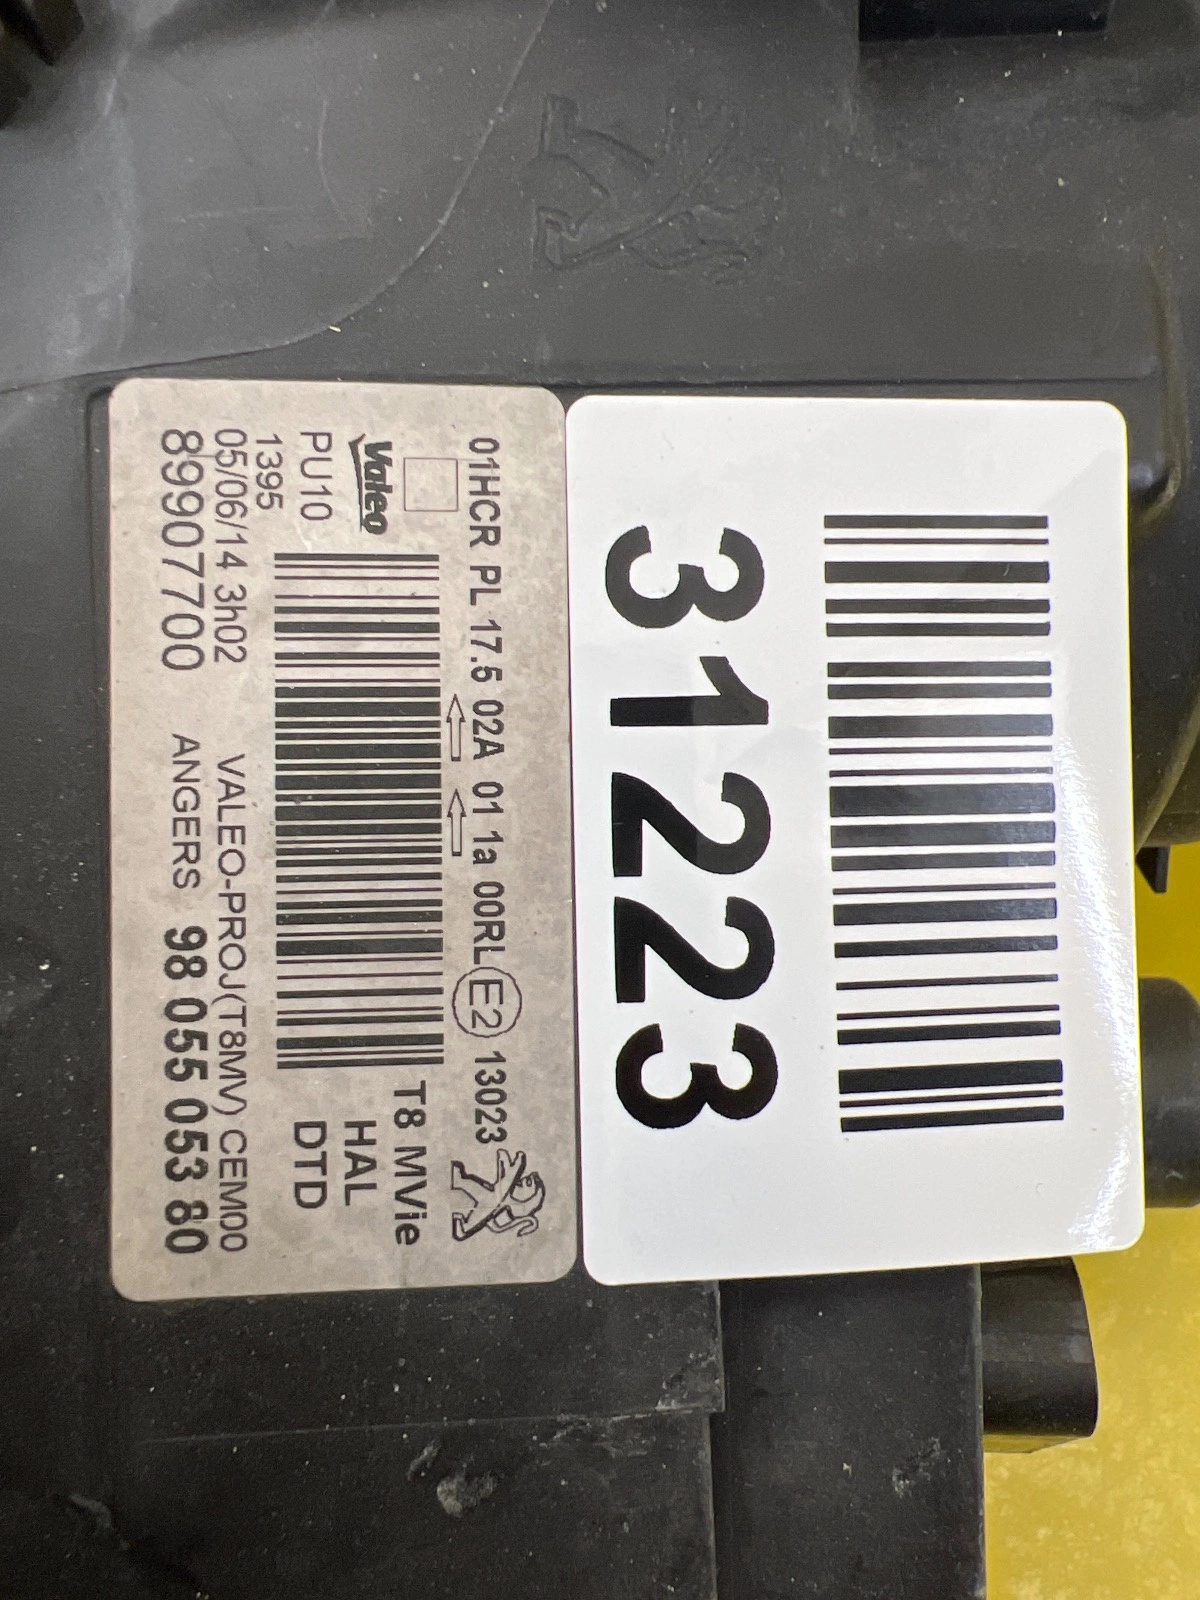 31223
01HCR PL 17.5 02A 01 1a 00RL E2 13023
Valeo
T8 MVie
PU10
HAL
DTD
1395
05/06/14 3h02 VALEO-PROJ(T8MV) CEM00
89907700 ANGERS 98 055 053 80